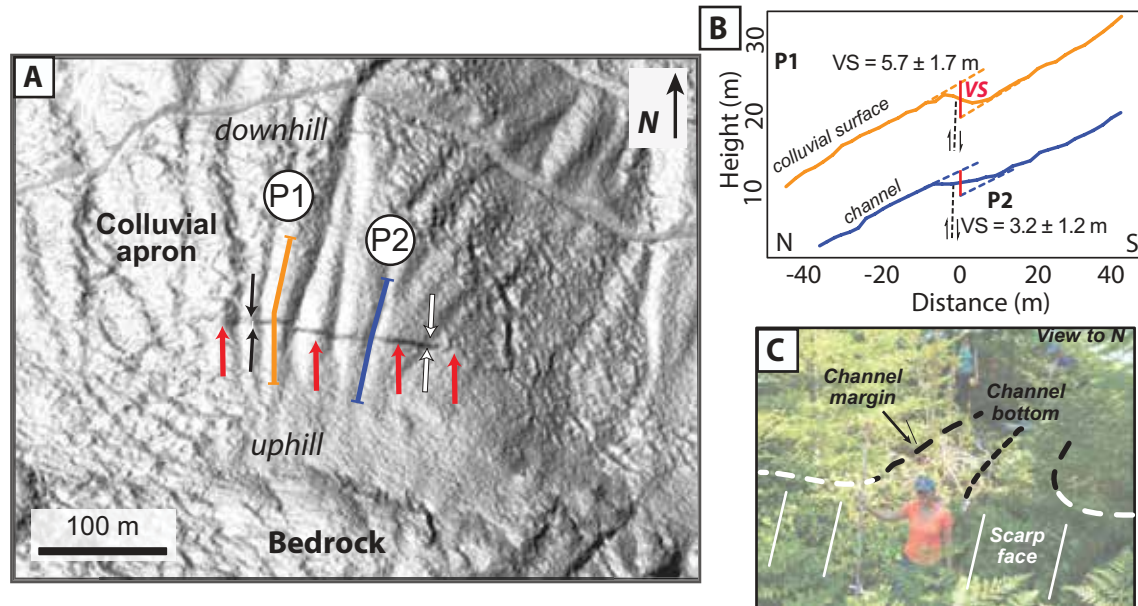 A
N
downhill
P1
Colluvial
apron
P2
uphill
100 m
Bedrock
B
P1
VS = 5.7 ± 1.7 m
VS
colluvial surface
channel
P2
VS = 3.2 ± 1.2 m
N
S
Height (m)
10
20
30
-40
-20
0
20
40
Distance (m)
C
View to N
Channel
margin
Channel
bottom
Scarp
face